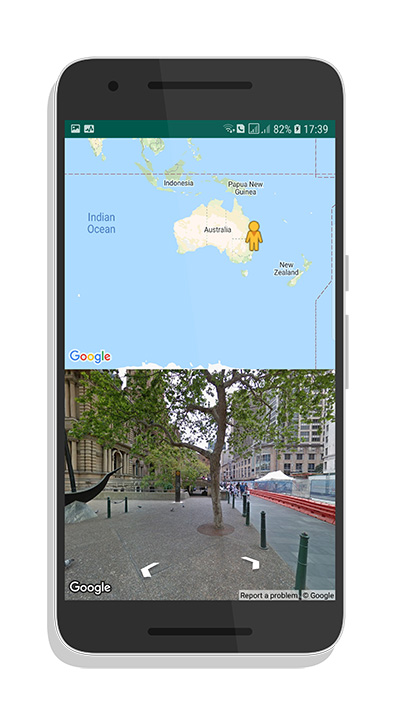 82% 17:39
Indonesia
Papua New
Guinea
Indian
Ocean
Australia
New
Zealand
Google
Google
Report a problem
© Google